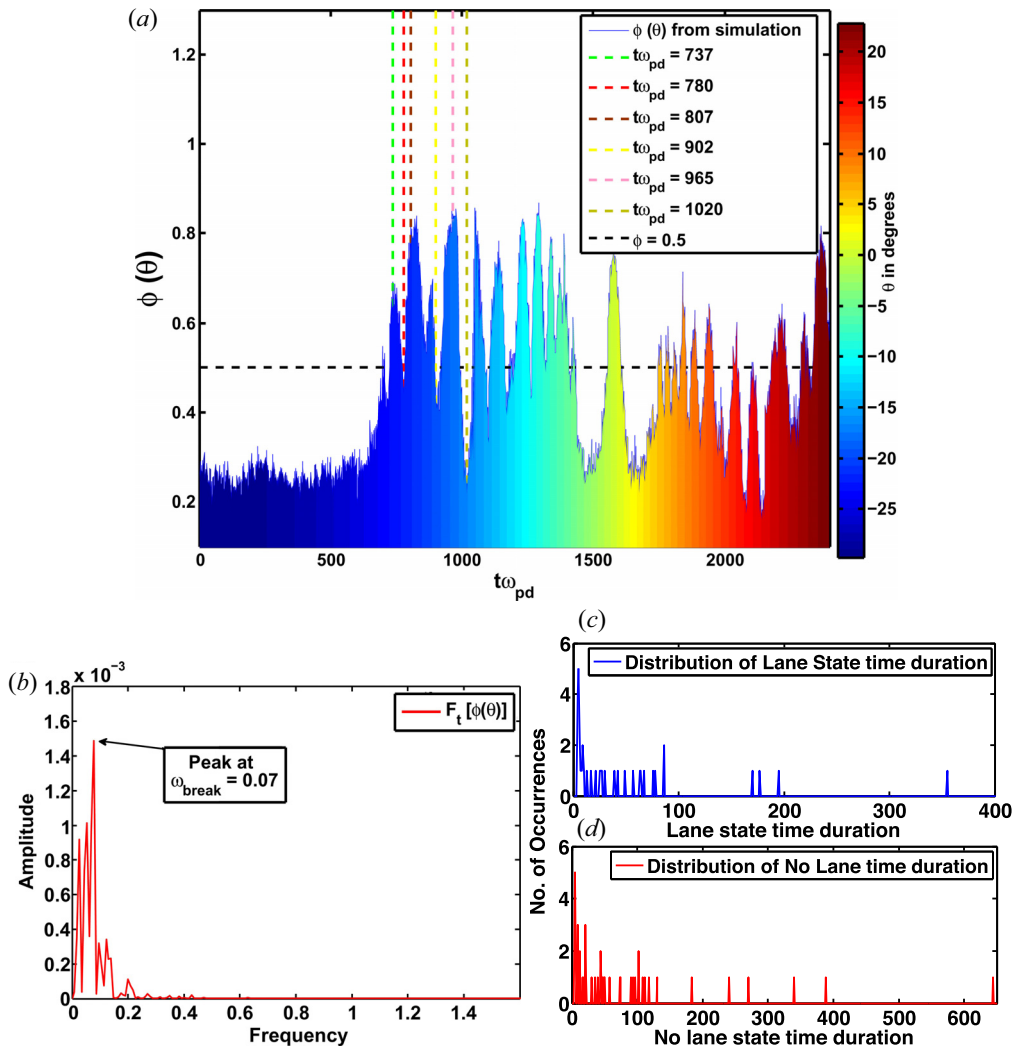 (a)
ϕ (θ) from simulation
tω_pd = 737
tω_pd = 780
tω_pd = 807
tω_pd = 902
tω_pd = 965
tω_pd = 1020
ϕ = 0.5
1.2
1
0.8
0.6
0.4
0.2
ϕ (θ)
0 500 1000 1500 2000
tω_pd
20
15
10
5
0
−5
−10
−15
−20
−25
θ in degrees
(b)
x 10⁻³
1.8
1.6
1.4
1.2
1
0.8
0.6
0.4
0.2
0
Amplitude
F_t [ϕ(θ)]
Peak at
ω_break = 0.07
0 0.2 0.4 0.6 0.8 1 1.2 1.4
Frequency
(c)
6
4
2
0
Distribution of Lane State time duration
0 100 200 300 400
Lane state time duration
No. of Occurrences
(d)
6
4
2
0
Distribution of No Lane time duration
0 100 200 300 400 500 600
No lane state time duration